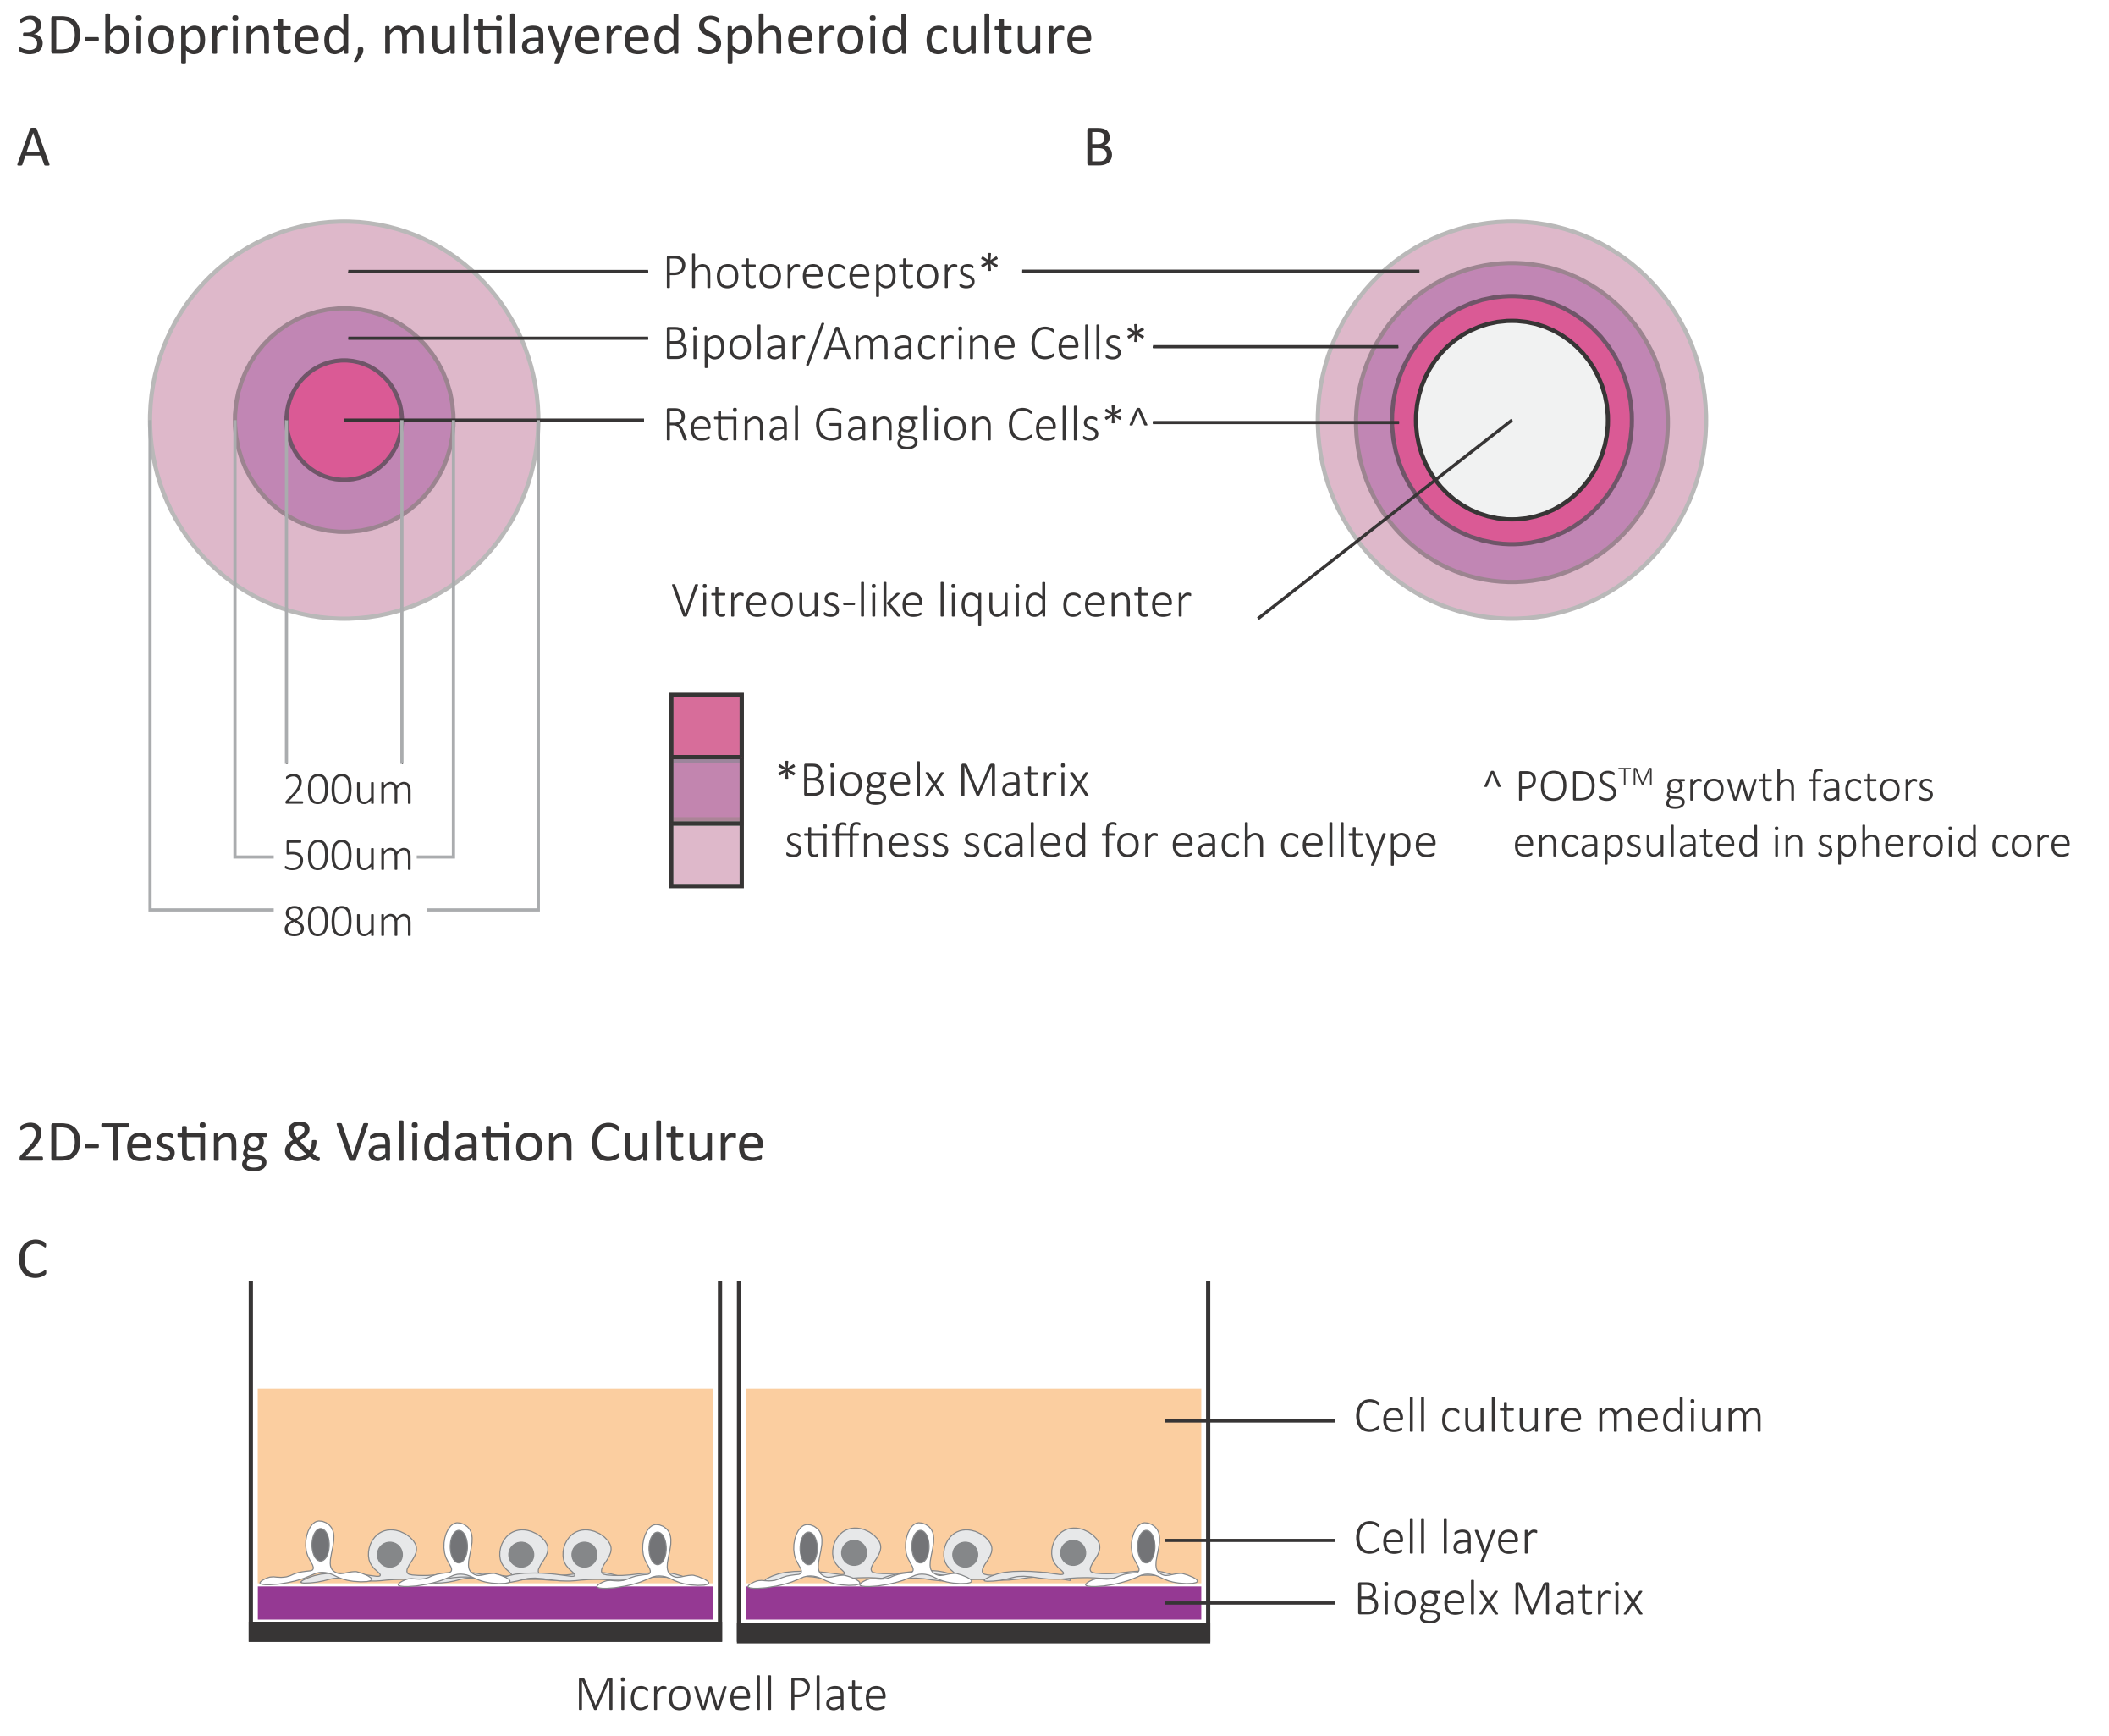 3D-bioprinted, multilayered Spheroid culture
A
B
Photoreceptors*
Bipolar/Amacrine Cells*
Retinal Ganglion Cells*^
Vitreous-like liquid center
200um
500um
800um
*Biogelx Matrix
stiffness scaled for each celltype
^ PODS™ growth factors
encapsulated in spheroid core
2D-Testing & Validation Culture
C
Cell culture medium
Cell layer
Biogelx Matrix
Microwell Plate